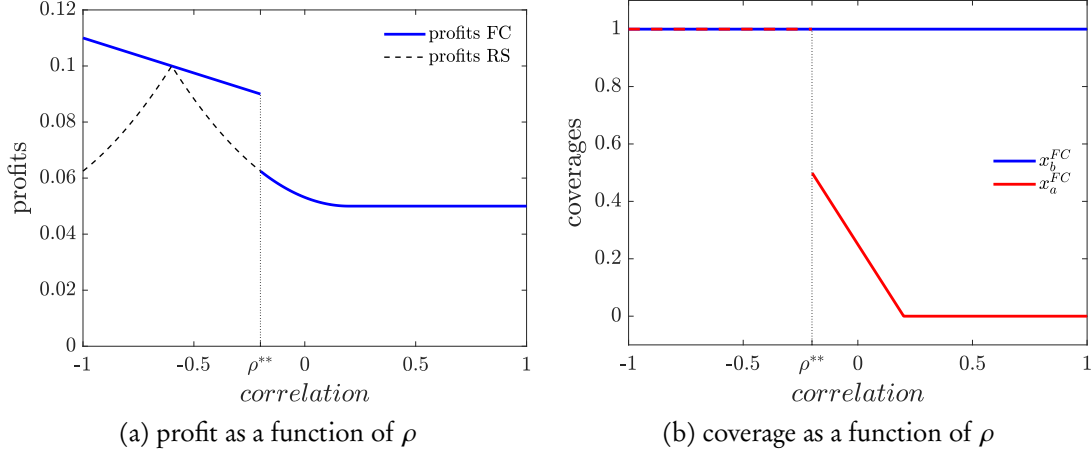 0.12
0.1
0.08
0.06
0.04
0.02
0
profits
profits FC
profits RS
-1
-0.5
ρ**
0
0.5
1
correlation
(a) profit as a function of ρ
1
0.8
0.6
0.4
0.2
0
coverages
x_b^{FC}
x_a^{FC}
-1
-0.5
ρ**
0
0.5
1
correlation
(b) coverage as a function of ρ